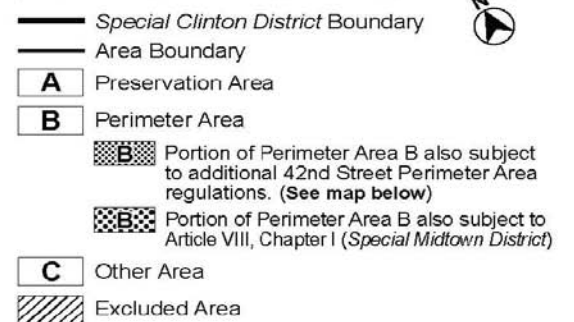 N
Special Clinton District Boundary
Area Boundary
A Preservation Area
B Perimeter Area
B Portion of Perimeter Area B also subject
to additional 42nd Street Perimeter Area
regulations. (See map below)
B Portion of Perimeter Area B also subject to
Article VIII, Chapter I (Special Midtown District)
C Other Area
Excluded Area